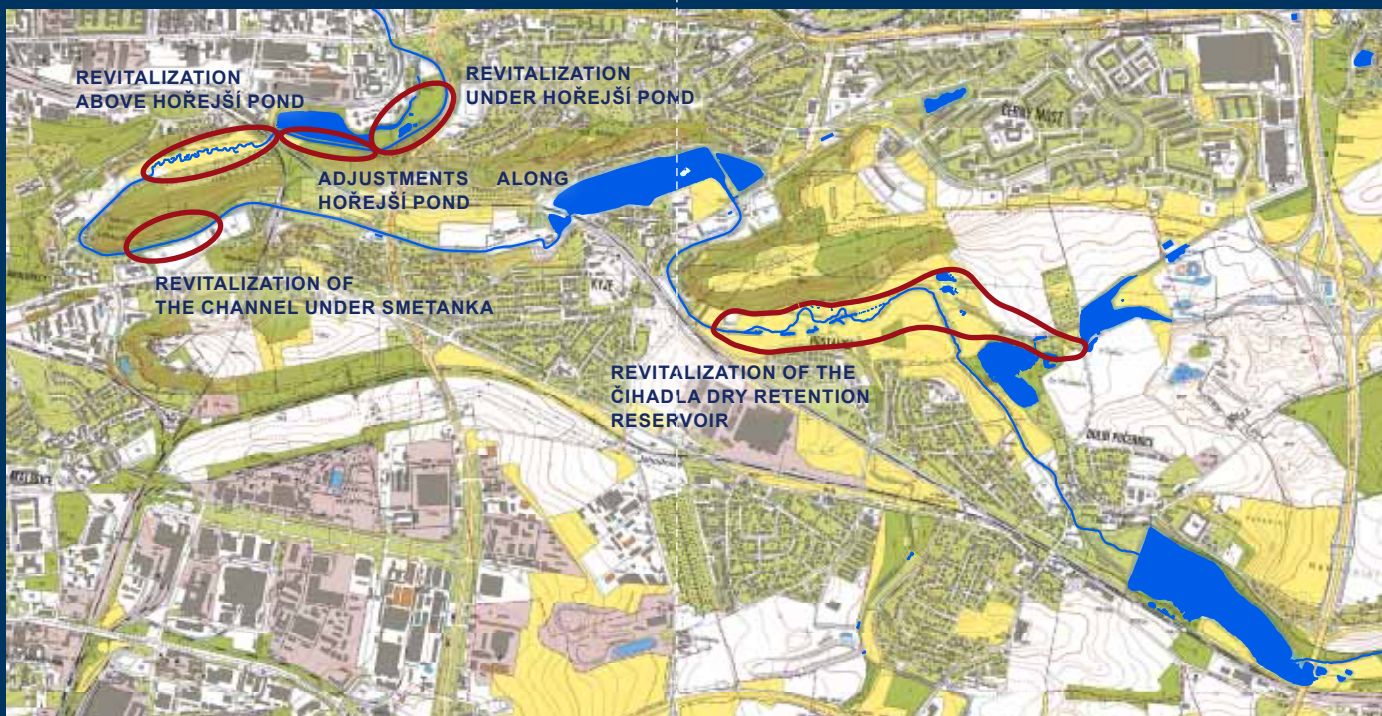 REVITALIZATION
ABOVE HOŘEJŠÍ POND
REVITALIZATION
UNDER HOŘEJŠÍ POND
ADJUSTMENTS ALONG
HOŘEJŠÍ POND
REVITALIZATION OF
THE CHANNEL UNDER SMETANKA
REVITALIZATION OF THE
ČIHADLA DRY RETENTION
RESERVOIR
ČERNÝ MOST
KYJE
DOLNÍ POČERNICE